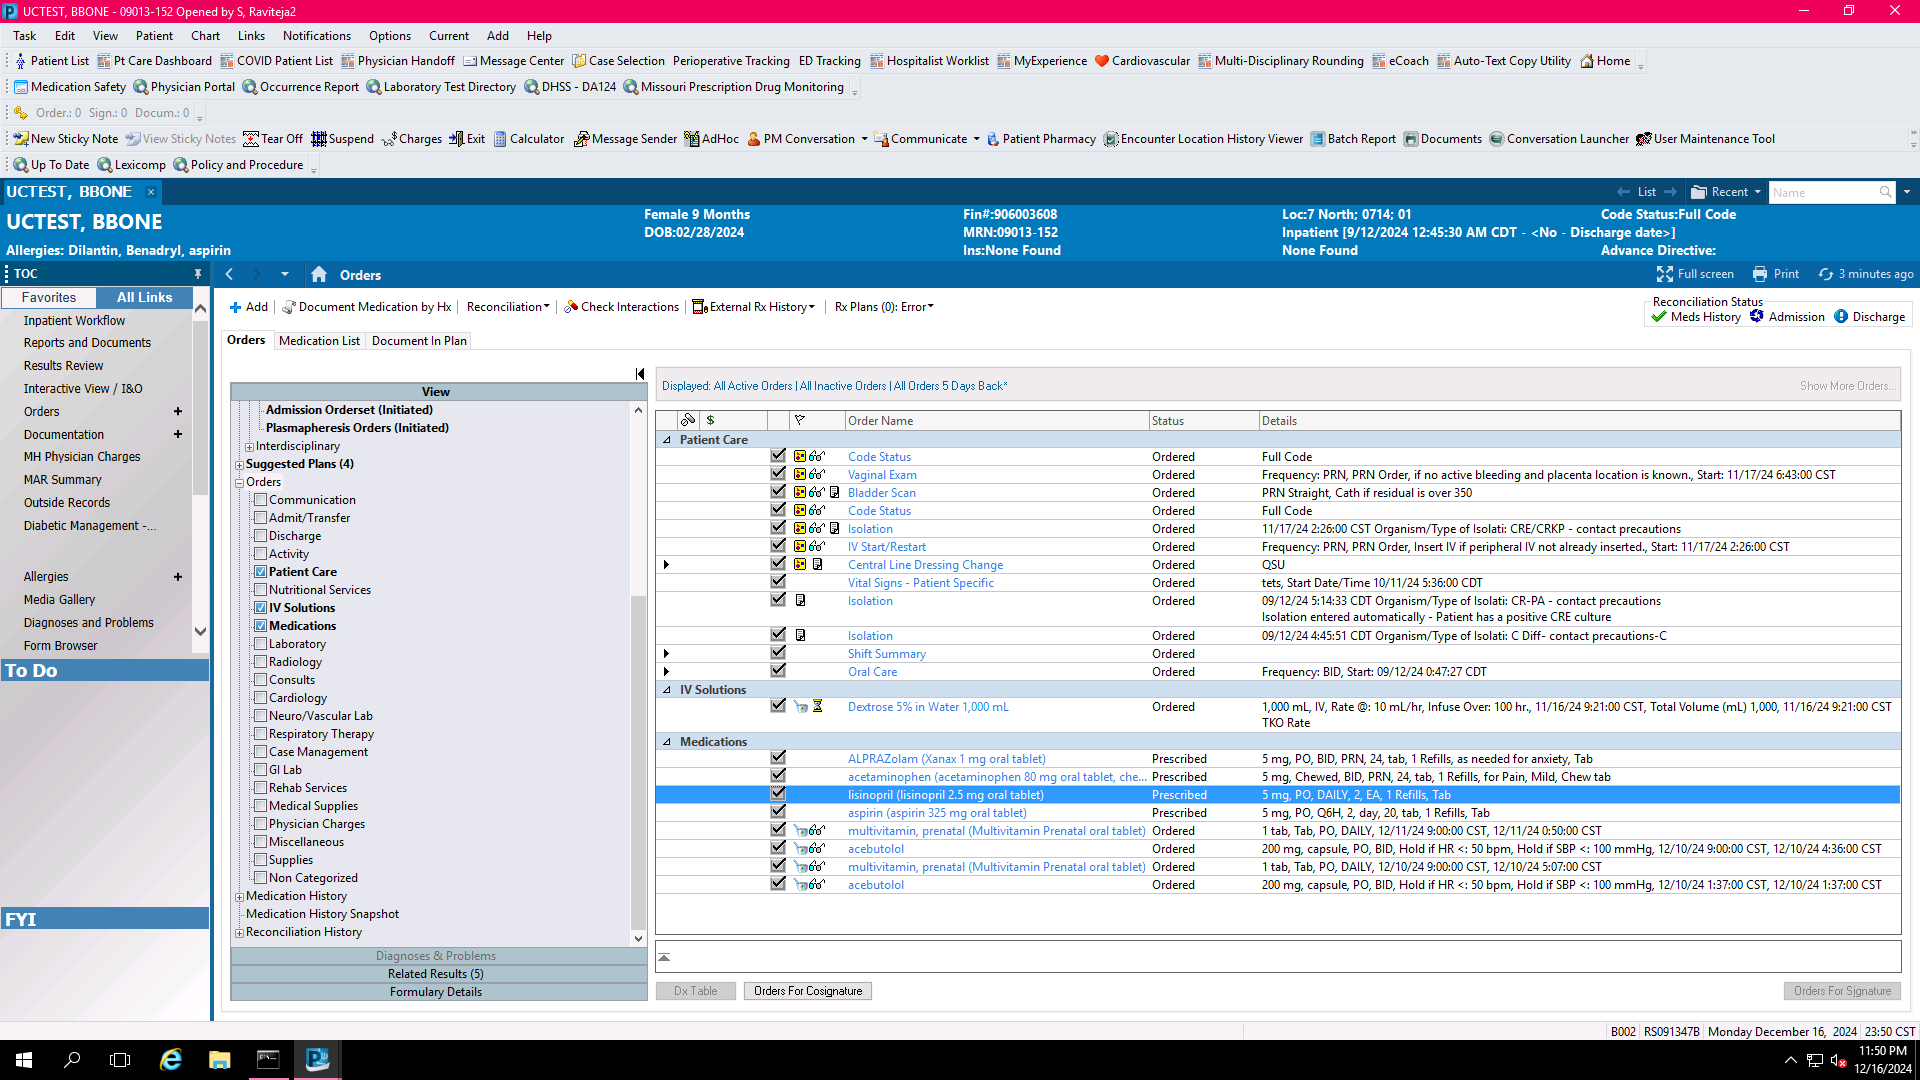 UCTEST, BBONE - 09013-152 Opened by S, Raviteja2
Task Edit View Patient Chart Links Notifications Options Current Add Help
Patient List Pt Care Dashboard COVID Patient List Physician Handoff Message Center Case Selection Perioperative Tracking ED Tracking Hospitalist Worklist MyExperience Cardiovascular Multi-Disciplinary Rounding eCoach Auto-Text Copy Utility Home
Medication Safety Physician Portal Occurrence Report Laboratory Test Directory DHSS - DA124 Missouri Prescription Drug Monitoring
Order.: 0 Sign.: 0 Docum.: 0
New Sticky Note View Sticky Notes Tear Off Suspend Charges Exit Calculator Message Sender AdHoc PM Conversation Communicate Patient Pharmacy Encounter Location History Viewer Batch Report Documents Conversation Launcher User Maintenance Tool
Up To Date Lexicomp Policy and Procedure
UCTEST, BBONE
List Recent Name
UCTEST, BBONE
Allergies: Dilantin, Benadryl, aspirin
Female 9 Months
DOB:02/28/2024
Fin#:906003608
MRN:09013-152
Ins:None Found
Loc:7 North; 0714; 01
Inpatient [9/12/2024 12:45:30 AM CDT - <No - Discharge date>]
None Found
Code Status:Full Code
Advance Directive:
TOC
Favorites All Links
Inpatient Workflow
Reports and Documents
Results Review
Interactive View / I&O
Orders +
Documentation +
MH Physician Charges
MAR Summary
Outside Records
Diabetic Management -...
Allergies +
Media Gallery
Diagnoses and Problems
Form Browser
To Do
FYI
Orders
Full screen Print 3 minutes ago
Add Document Medication by Hx Reconciliation Check Interactions External Rx History Rx Plans (0): Error
Reconciliation Status
Meds History Admission Discharge
Orders Medication List Document In Plan
View
Admission Orderset (Initiated)
Plasmapheresis Orders (Initiated)
Interdisciplinary
Suggested Plans (4)
Orders
Communication
Admit/Transfer
Discharge
Activity
Patient Care
Nutritional Services
IV Solutions
Medications
Laboratory
Radiology
Consults
Cardiology
Neuro/Vascular Lab
Respiratory Therapy
Case Management
GI Lab
Rehab Services
Medical Supplies
Physician Charges
Miscellaneous
Supplies
Non Categorized
Medication History
Medication History Snapshot
Reconciliation History
Diagnoses & Problems
Related Results (5)
Formulary Details
Displayed: All Active Orders | All Inactive Orders | All Orders 5 Days Back* Show More Orders...
$ Order Name Status Details
Patient Care
Code Status Ordered Full Code
Vaginal Exam Ordered Frequency: PRN, PRN Order, if no active bleeding and placenta location is known., Start: 11/17/24 6:43:00 CST
Bladder Scan Ordered PRN Straight, Cath if residual is over 350
Code Status Ordered Full Code
Isolation Ordered 11/17/24 2:26:00 CST Organism/Type of Isolati: CRE/CRKP - contact precautions
IV Start/Restart Ordered Frequency: PRN, PRN Order, Insert IV if peripheral IV not already inserted., Start: 11/17/24 2:26:00 CST
Central Line Dressing Change Ordered QSU
Vital Signs - Patient Specific Ordered tets, Start Date/Time 10/11/24 5:36:00 CDT
Isolation Ordered 09/12/24 5:14:33 CDT Organism/Type of Isolati: CR-PA - contact precautions
Isolation entered automatically - Patient has a positive CRE culture
Isolation Ordered 09/12/24 4:45:51 CDT Organism/Type of Isolati: C Diff- contact precautions-C
Shift Summary Ordered
Oral Care Ordered Frequency: BID, Start: 09/12/24 0:47:27 CDT
IV Solutions
Dextrose 5% in Water 1,000 mL Ordered 1,000 mL, IV, Rate @: 10 mL/hr, Infuse Over: 100 hr., 11/16/24 9:21:00 CST, Total Volume (mL) 1,000, 11/16/24 9:21:00 CST
TKO Rate
Medications
ALPRAZolam (Xanax 1 mg oral tablet) Prescribed 5 mg, PO, BID, PRN, 24, tab, 1 Refills, as needed for anxiety, Tab
acetaminophen (acetaminophen 80 mg oral tablet, che... Prescribed 5 mg, Chewed, BID, PRN, 24, tab, 1 Refills, for Pain, Mild, Chew tab
lisinopril (lisinopril 2.5 mg oral tablet) Prescribed 5 mg, PO, DAILY, 2, EA, 1 Refills, Tab
aspirin (aspirin 325 mg oral tablet) Prescribed 5 mg, PO, Q6H, 2, day, 20, tab, 1 Refills, Tab
multivitamin, prenatal (Multivitamin Prenatal oral tablet) Ordered 1 tab, Tab, PO, DAILY, 12/11/24 9:00:00 CST, 12/11/24 0:50:00 CST
acebutolol Ordered 200 mg, capsule, PO, BID, Hold if HR <: 50 bpm, Hold if SBP <: 100 mmHg, 12/10/24 9:00:00 CST, 12/10/24 4:36:00 CST
multivitamin, prenatal (Multivitamin Prenatal oral tablet) Ordered 1 tab, Tab, PO, DAILY, 12/10/24 9:00:00 CST, 12/10/24 5:07:00 CST
acebutolol Ordered 200 mg, capsule, PO, BID, Hold if HR <: 50 bpm, Hold if SBP <: 100 mmHg, 12/10/24 1:37:00 CST, 12/10/24 1:37:00 CST
Dx Table Orders For Cosignature Orders For Signature
B002 RS091347B Monday December 16, 2024 23:50 CST
11:50 PM
12/16/2024